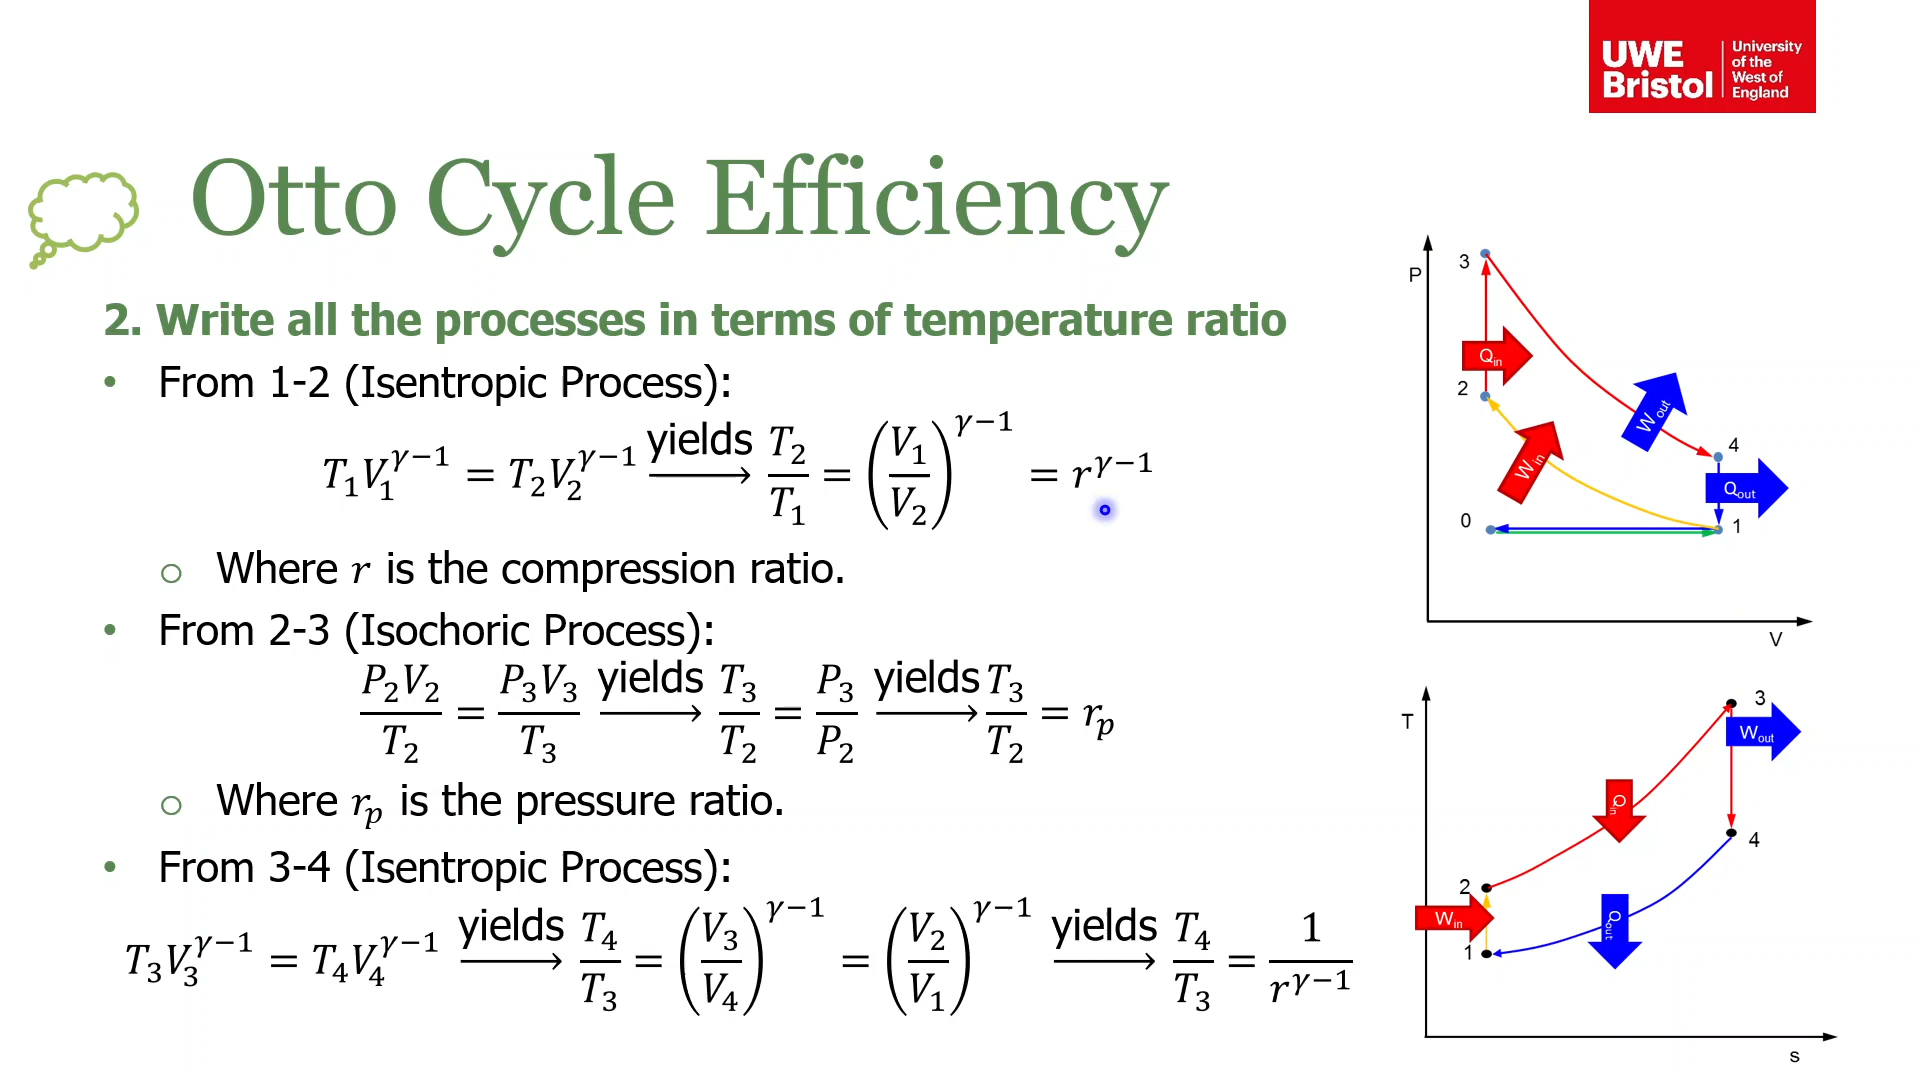 UWE Bristol
University of the West of England
Otto Cycle Efficiency
2. Write all the processes in terms of temperature ratio
• From 1-2 (Isentropic Process):
T₁V₁^(γ−1) = T₂V₂^(γ−1) yields→ T₂/T₁ = (V₁/V₂)^(γ−1) = r^(γ−1)
○ Where r is the compression ratio.
• From 2-3 (Isochoric Process):
P₂V₂/T₂ = P₃V₃/T₃ yields→ T₃/T₂ = P₃/P₂ yields→ T₃/T₂ = r_p
○ Where r_p is the pressure ratio.
• From 3-4 (Isentropic Process):
T₃V₃^(γ−1) = T₄V₄^(γ−1) yields→ T₄/T₃ = (V₃/V₄)^(γ−1) = (V₂/V₁)^(γ−1) yields→ T₄/T₃ = 1/r^(γ−1)
P
3
Q_in
2
W_in
W_out
4
Q_out
0
1
V
T
3
W_out
Q_in
4
2
W_in
Q_out
1
s